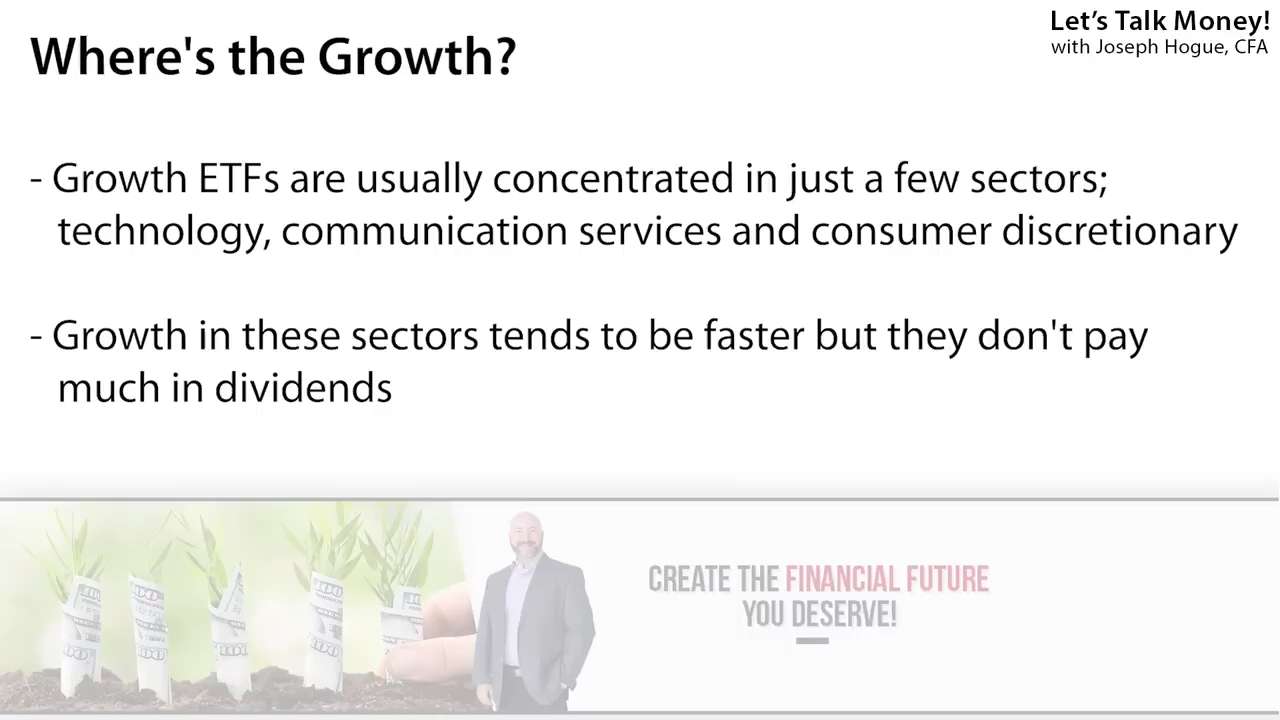 Let's Talk Money!
with Joseph Hogue, CFA
Where's the Growth?
- Growth ETFs are usually concentrated in just a few sectors;
technology, communication services and consumer discretionary
- Growth in these sectors tends to be faster but they don't pay
much in dividends
CREATE THE FINANCIAL FUTURE
YOU DESERVE!